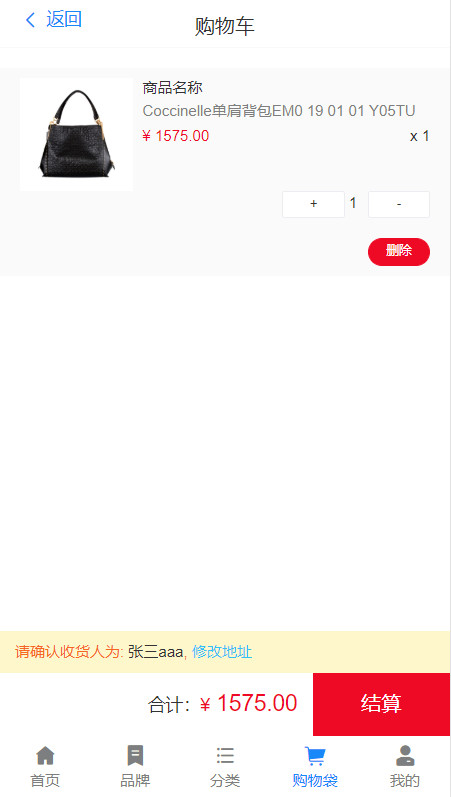 返回
购物车
商品名称
Coccinelle单肩背包EM0 19 01 01 Y05TU
¥ 1575.00 x 1
+ 1 -
删除
请确认收货人为: 张三aaa, 修改地址
合计：¥ 1575.00 结算
首页 品牌 分类 购物袋 我的